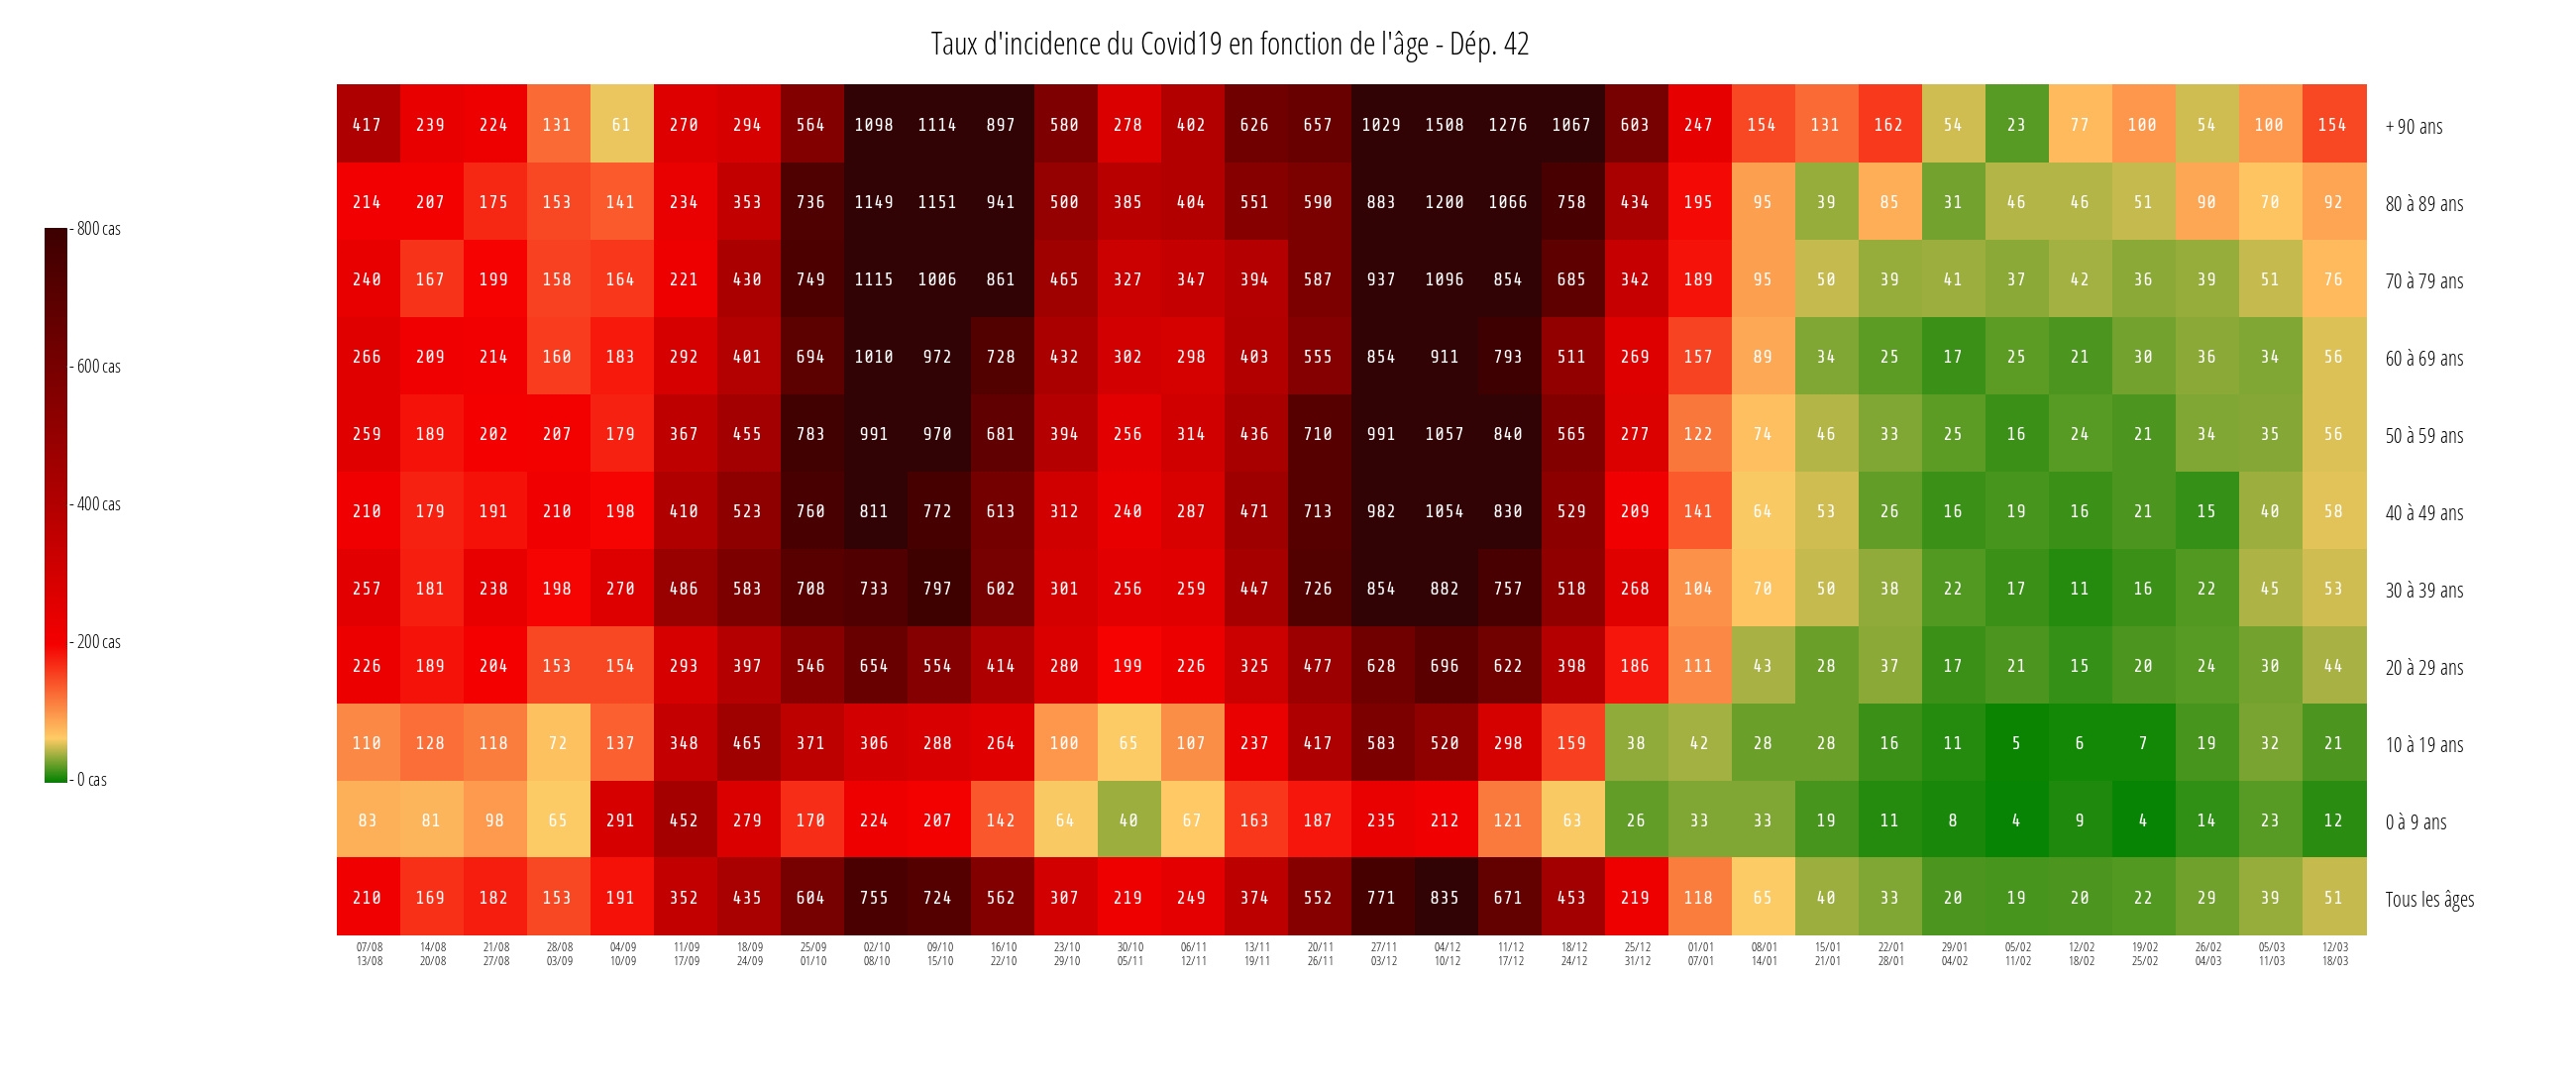 Taux d'incidence du Covid19 en fonction de l'âge - Dép. 42
417 239 224 131 61 270 294 564 1098 1114 897 580 278 402 626 657 1029 1508 1276 1067 603 247 154 131 162 54 23 77 100 54 100 154 + 90 ans
214 207 175 153 141 234 353 736 1149 1151 941 500 385 404 551 590 883 1200 1066 758 434 195 95 39 85 31 46 46 51 90 70 92 80 à 89 ans
- 800 cas
240 167 199 158 164 221 430 749 1115 1006 861 465 327 347 394 587 937 1096 854 685 342 189 95 50 39 41 37 42 36 39 51 76 70 à 79 ans
266 209 214 160 183 292 401 694 1010 972 728 432 302 298 403 555 854 911 793 511 269 157 89 34 25 17 25 21 30 36 34 56 60 à 69 ans
- 600 cas
259 189 202 207 179 367 455 783 991 970 681 394 256 314 436 710 991 1057 840 565 277 122 74 46 33 25 16 24 21 34 35 56 50 à 59 ans
- 400 cas
210 179 191 210 198 410 523 760 811 772 613 312 240 287 471 713 982 1054 830 529 209 141 64 53 26 16 19 16 21 15 40 58 40 à 49 ans
257 181 238 198 270 486 583 708 733 797 602 301 256 259 447 726 854 882 757 518 268 104 70 50 38 22 17 11 16 22 45 53 30 à 39 ans
- 200 cas
226 189 204 153 154 293 397 546 654 554 414 280 199 226 325 477 628 696 622 398 186 111 43 28 37 17 21 15 20 24 30 44 20 à 29 ans
110 128 118 72 137 348 465 371 306 288 264 100 65 107 237 417 583 520 298 159 38 42 28 28 16 11 5 6 7 19 32 21 10 à 19 ans
- 0 cas
83 81 98 65 291 452 279 170 224 207 142 64 40 67 163 187 235 212 121 63 26 33 33 19 11 8 4 9 4 14 23 12 0 à 9 ans
210 169 182 153 191 352 435 604 755 724 562 307 219 249 374 552 771 835 671 453 219 118 65 40 33 20 19 20 22 29 39 51 Tous les âges
07/08 14/08 21/08 28/08 04/09 11/09 18/09 25/09 02/10 09/10 16/10 23/10 30/10 06/11 13/11 20/11 27/11 04/12 11/12 18/12 25/12 01/01 08/01 15/01 22/01 29/01 05/02 12/02 19/02 26/02 05/03 12/03
13/08 20/08 27/08 03/09 10/09 17/09 24/09 01/10 08/10 15/10 22/10 29/10 05/11 12/11 19/11 26/11 03/12 10/12 17/12 24/12 31/12 07/01 14/01 21/01 28/01 04/02 11/02 18/02 25/02 04/03 11/03 18/03